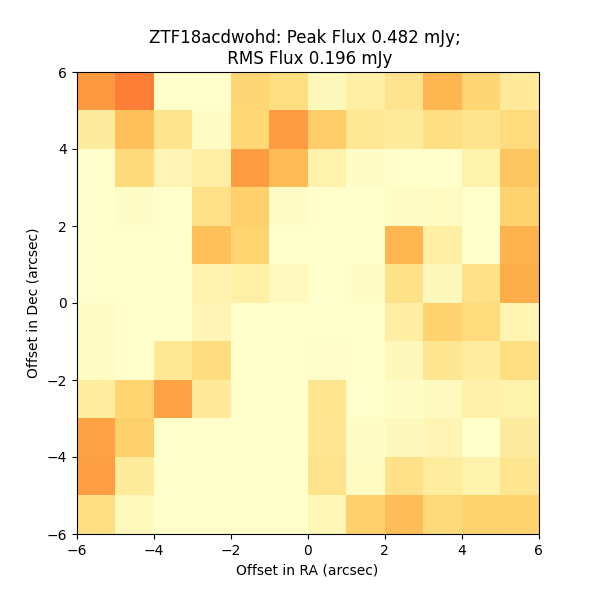 ZTF18acdwohd: Peak Flux 0.482 mJy;
RMS Flux 0.196 mJy
6
4
2
0
−2
−4
−6
Offset in Dec (arcsec)
−6 −4 −2 0 2 4 6
Offset in RA (arcsec)